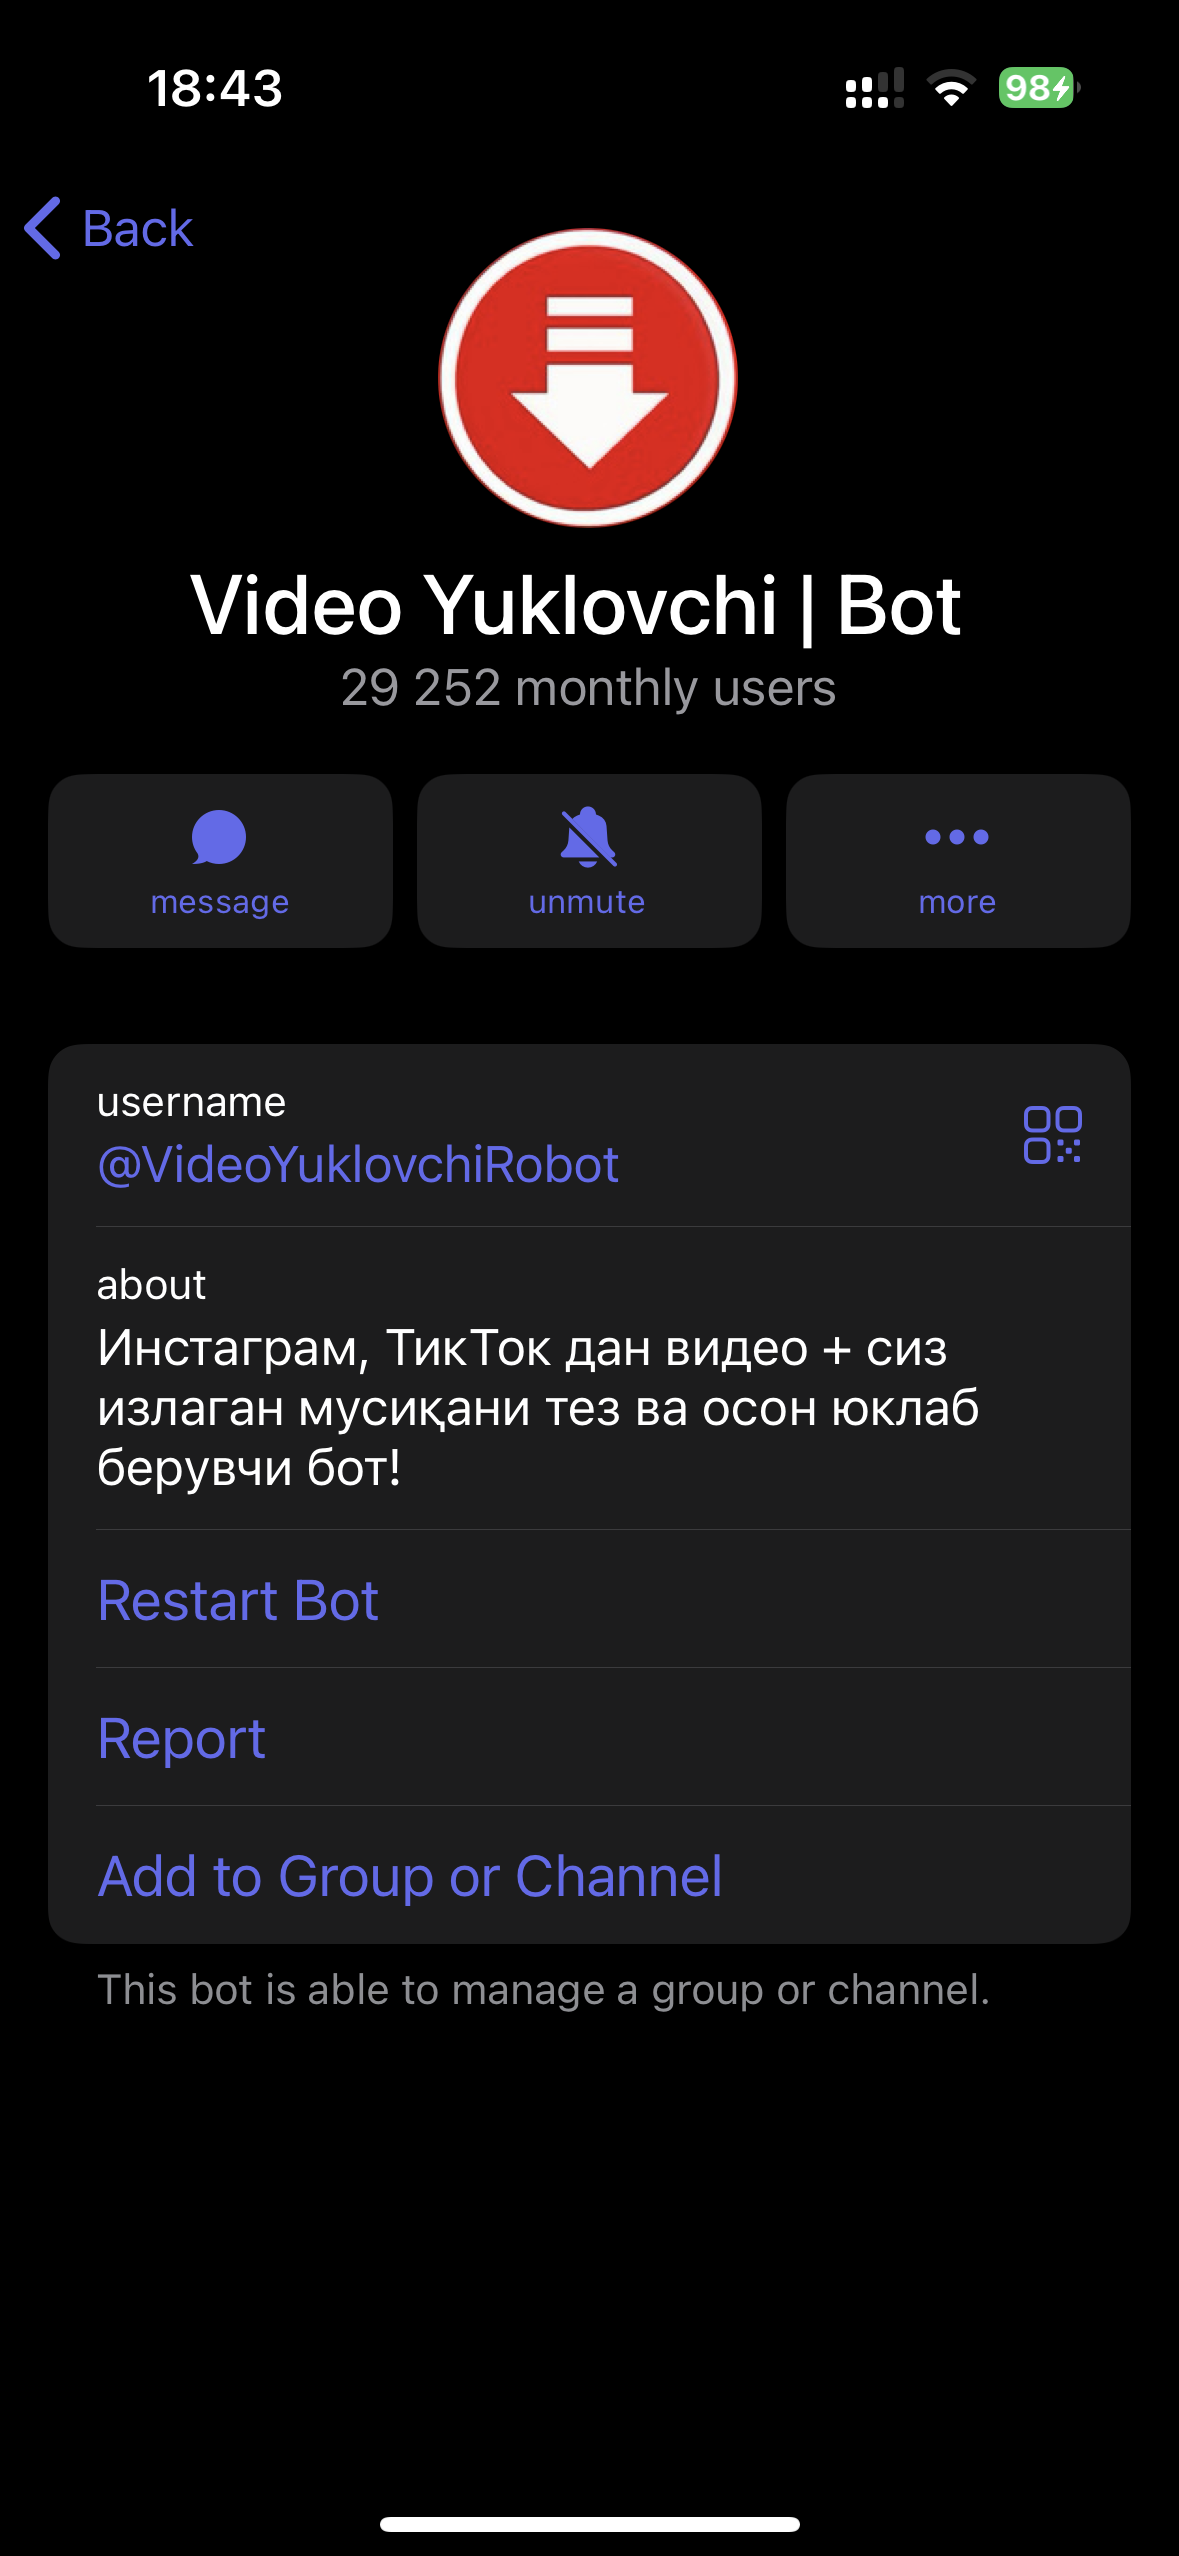 18:43
98
Back
Video Yuklovchi | Bot
29 252 monthly users
message
unmute
more
username
@VideoYuklovchiRobot
about
Инстаграм, ТикТок дан видео + сиз
излаган мусиқани тез ва осон юклаб
берувчи бот!
Restart Bot
Report
Add to Group or Channel
This bot is able to manage a group or channel.